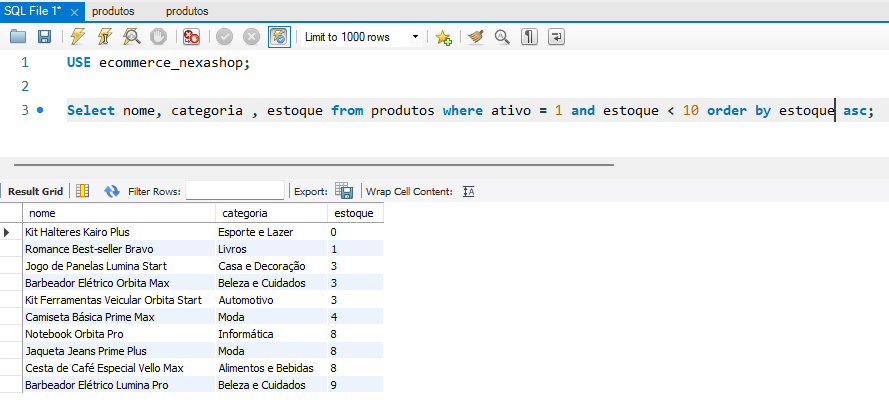 SQL File 1* × produtos produtos
Limit to 1000 rows
1 USE ecommerce_nexashop;
2
3 Select nome, categoria , estoque from produtos where ativo = 1 and estoque < 10 order by estoque asc;
Result Grid Filter Rows: Export: Wrap Cell Content:
nome categoria estoque
Kit Halteres Kairo Plus Esporte e Lazer 0
Romance Best-seller Bravo Livros 1
Jogo de Panelas Lumina Start Casa e Decoração 3
Barbeador Elétrico Orbita Max Beleza e Cuidados 3
Kit Ferramentas Veicular Orbita Start Automotivo 3
Camiseta Básica Prime Max Moda 4
Notebook Orbita Pro Informática 8
Jaqueta Jeans Prime Plus Moda 8
Cesta de Café Especial Vello Max Alimentos e Bebidas 8
Barbeador Elétrico Lumina Pro Beleza e Cuidados 9